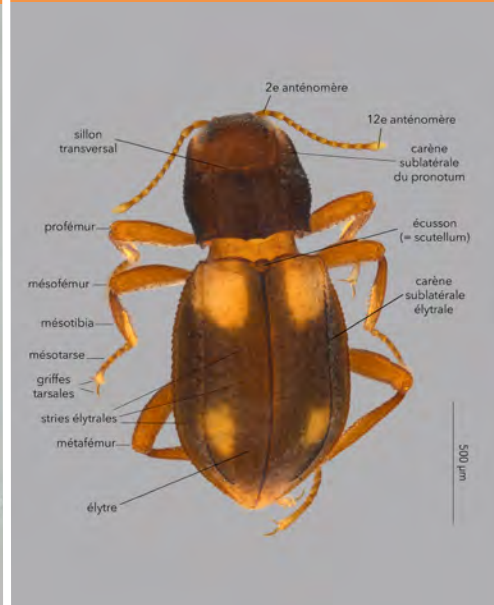 2e anténomère
12e anténomère
sillon
transversal
carène
sublatérale
du pronotum
profémur
écusson
(= scutellum)
mésofémur
carène
sublatérale
élytrale
mésotibia
mésotarse
griffes
tarsales
stries élytrales
métafémur
élytre
500 µm